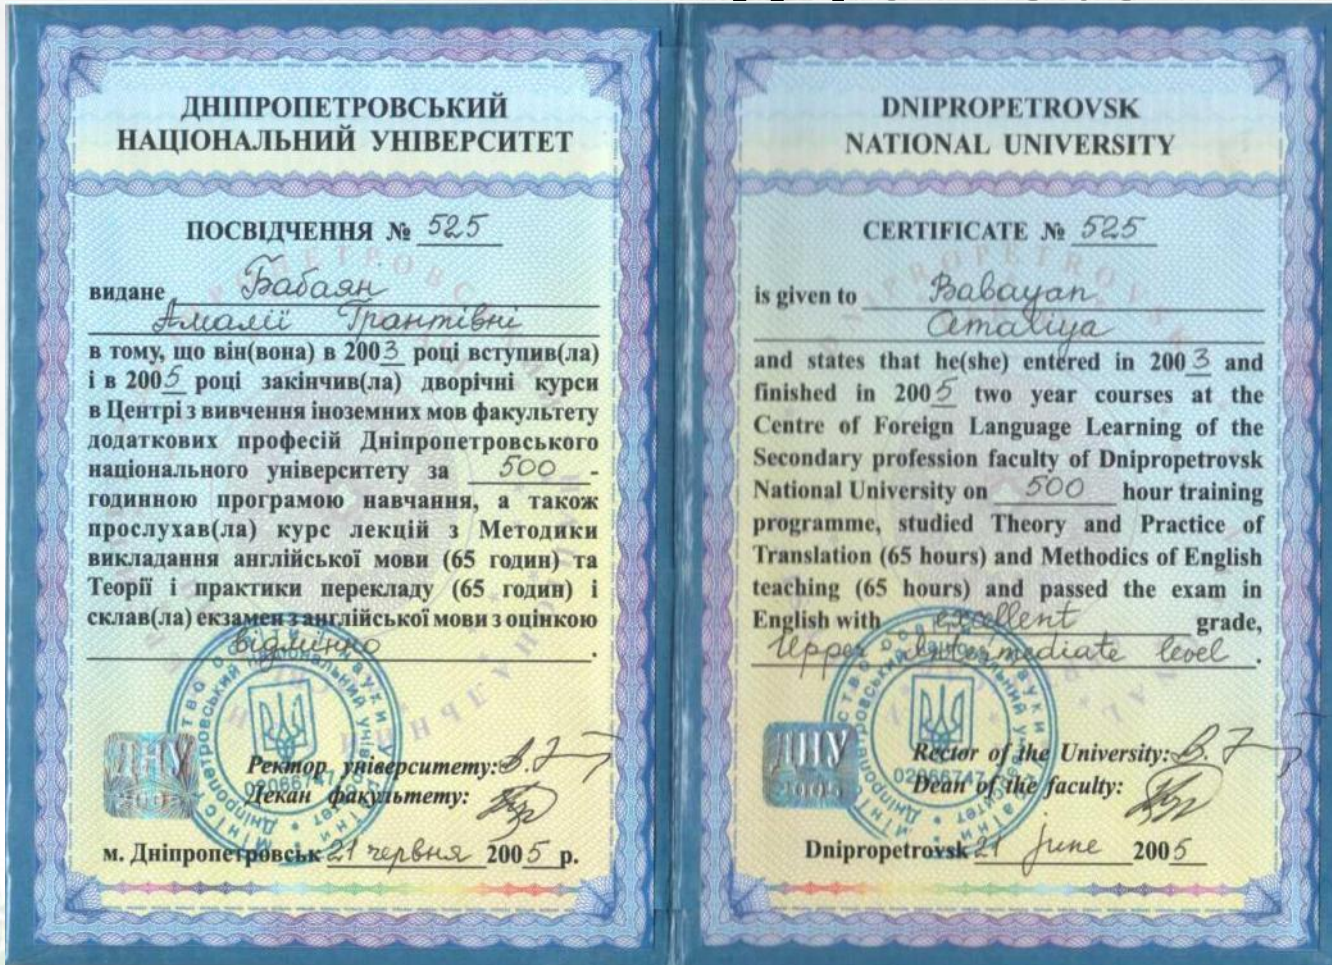 ДНІПРОПЕТРОВСЬКИЙ
НАЦІОНАЛЬНИЙ УНІВЕРСИТЕТ
ПОСВІДЧЕННЯ № 525
видане Бабаян
Амалії Грантівні
в тому, що він(вона) в 2003 році вступив(ла)
і в 2005 році закінчив(ла) дворічні курси
в Центрі з вивчення іноземних мов факультету
додаткових професій Дніпропетровського
національного університету за 500 -
годинною програмою навчання, а також
прослухав(ла) курс лекцій з Методики
викладання англійської мови (65 годин) та
Теорії і практики перекладу (65 годин) і
склав(ла) екзамен з англійської мови з оцінкою
відмінно.
ДНУ
2005
Ректор університету:
02066747
Декан факультету:
м. Дніпропетровськ 21 червня 2005 р.
DNIPROPETROVSK
NATIONAL UNIVERSITY
CERTIFICATE № 525
is given to Babayan
Amaliya
and states that he(she) entered in 2003 and
finished in 2005 two year courses at the
Centre of Foreign Language Learning of the
Secondary profession faculty of Dnipropetrovsk
National University on 500 hour training
programme, studied Theory and Practice of
Translation (65 hours) and Methodics of English
teaching (65 hours) and passed the exam in
English with excellent grade,
Upper Intermediate level.
ДНУ
2005
Rector of the University:
02066747
Dean of the faculty:
Dnipropetrovsk 21 june 2005